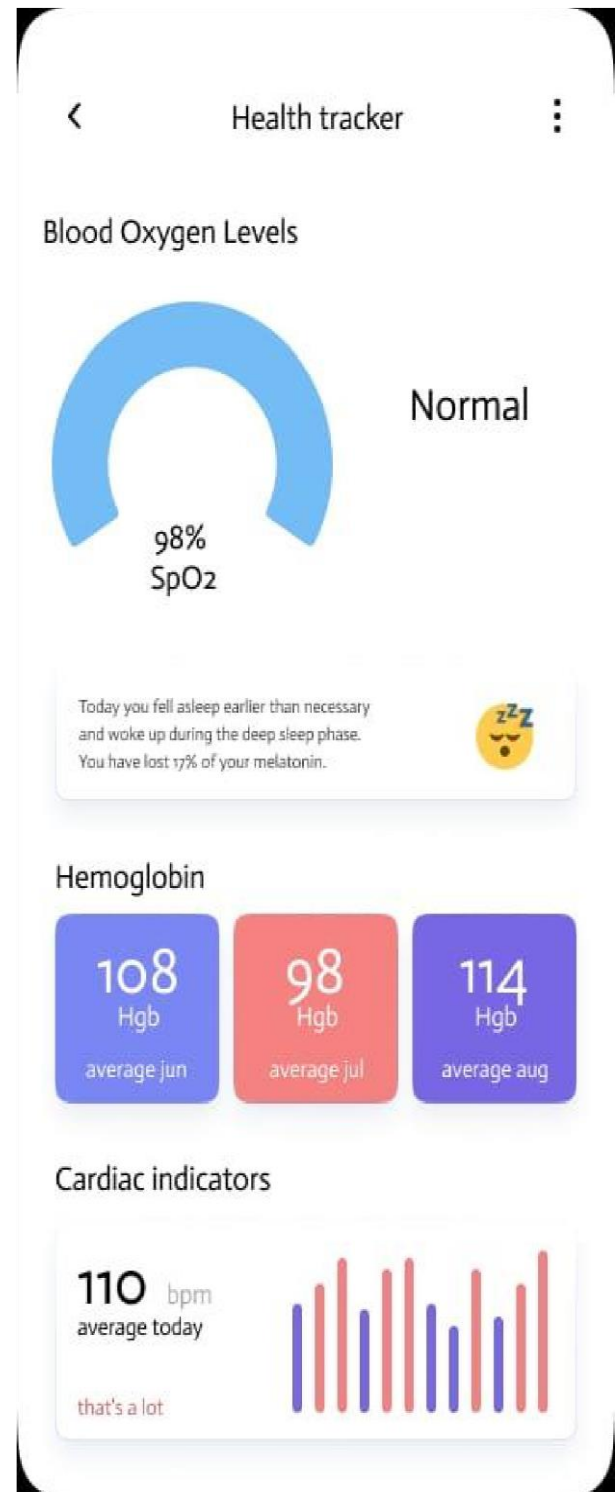 Health tracker
Blood Oxygen Levels
Normal
98%
SpO2
Today you fell asleep earlier than necessary
and woke up during the deep sleep phase.
You have lost 17% of your melatonin.
zzz
Hemoglobin
108
Hgb
average jun
98
Hgb
average jul
114
Hgb
average aug
Cardiac indicators
110 bpm
average today
that's a lot